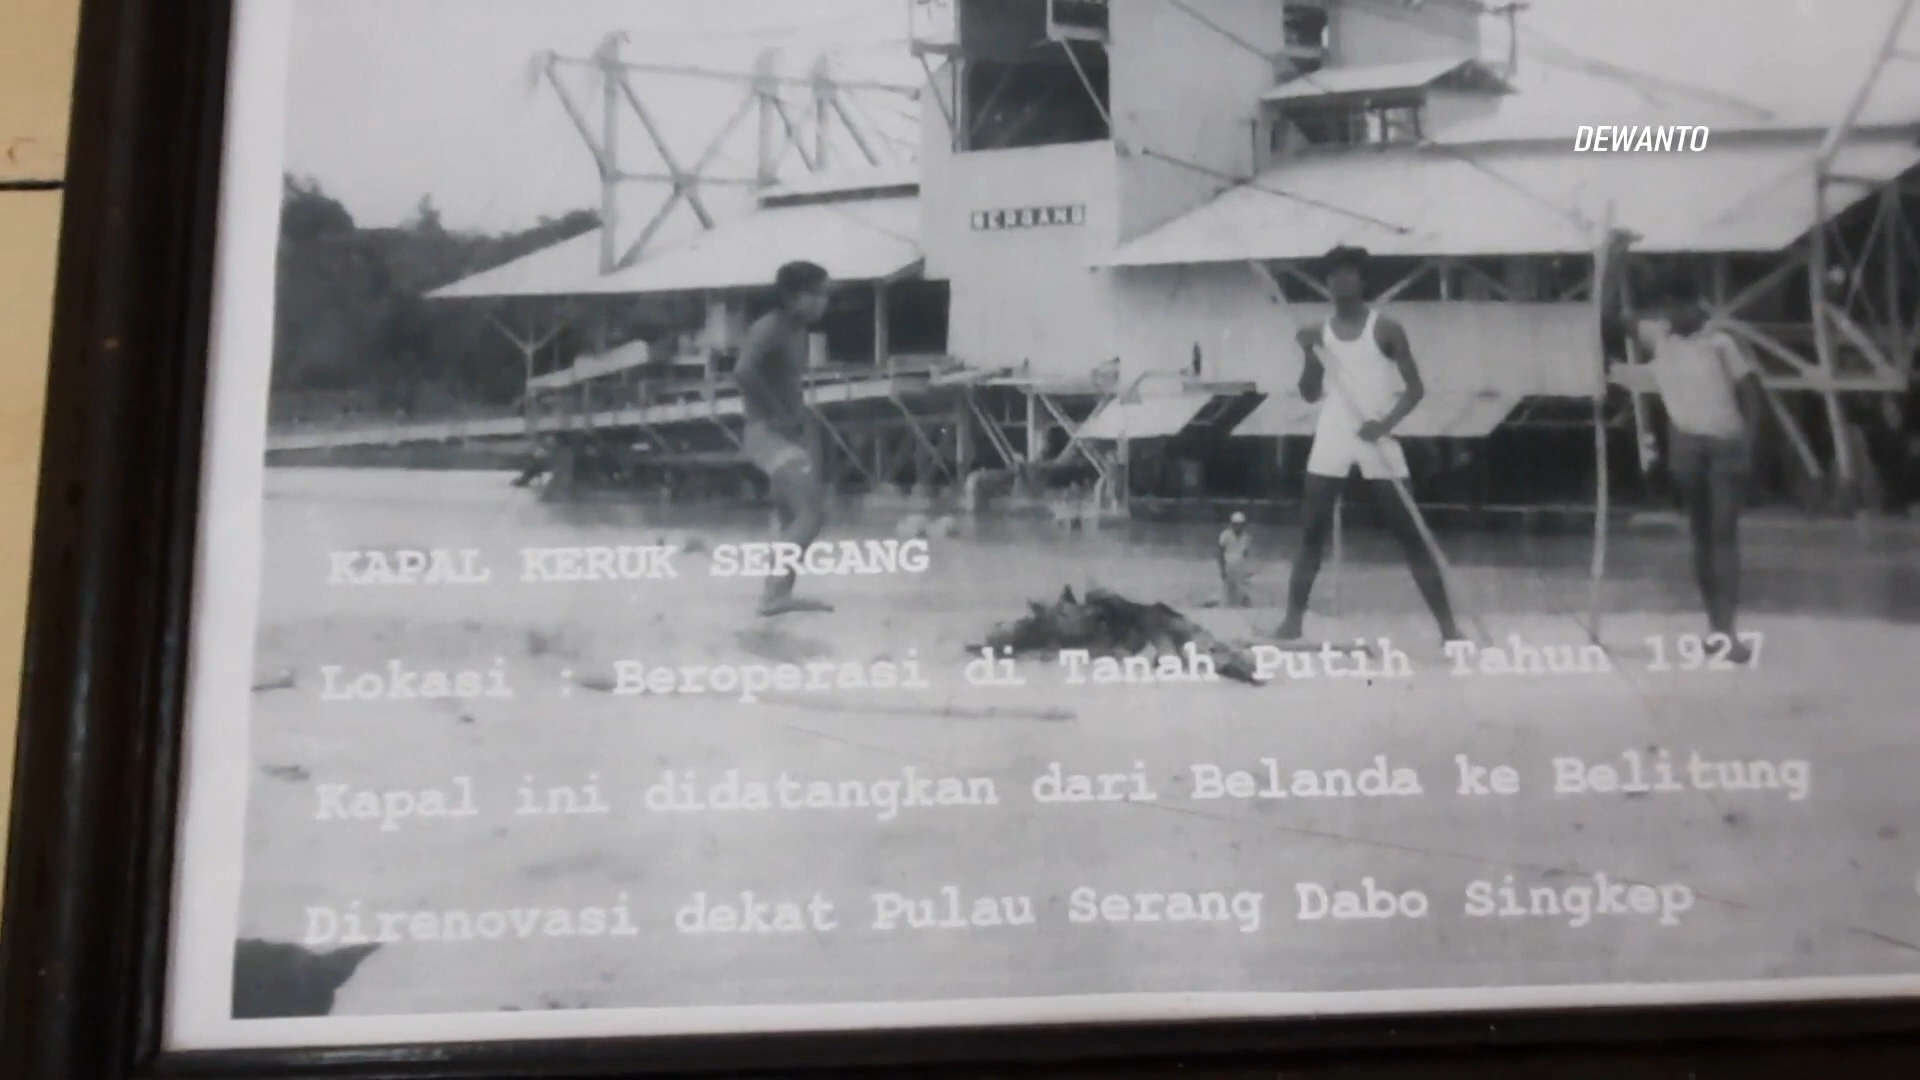 DEWANTO
SERGANG
KAPAL KERUK SERGANG
Lokasi : Beroperasi di Tanah Putih Tahun 1927
Kapal ini didatangkan dari Belanda ke Belitung
Direnovasi dekat Pulau Serang Dabo Singkep